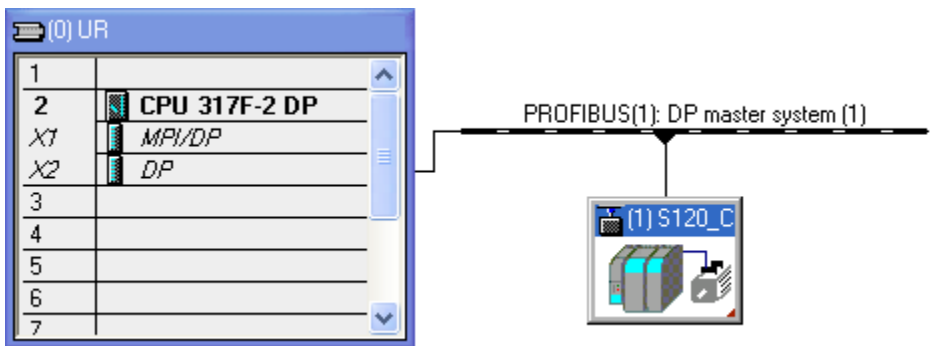 (0) UR
1
2 CPU 317F-2 DP
X1 MPI/DP
X2 DP
3
4
5
6
7
PROFIBUS(1): DP master system (1)
(1) S120_C